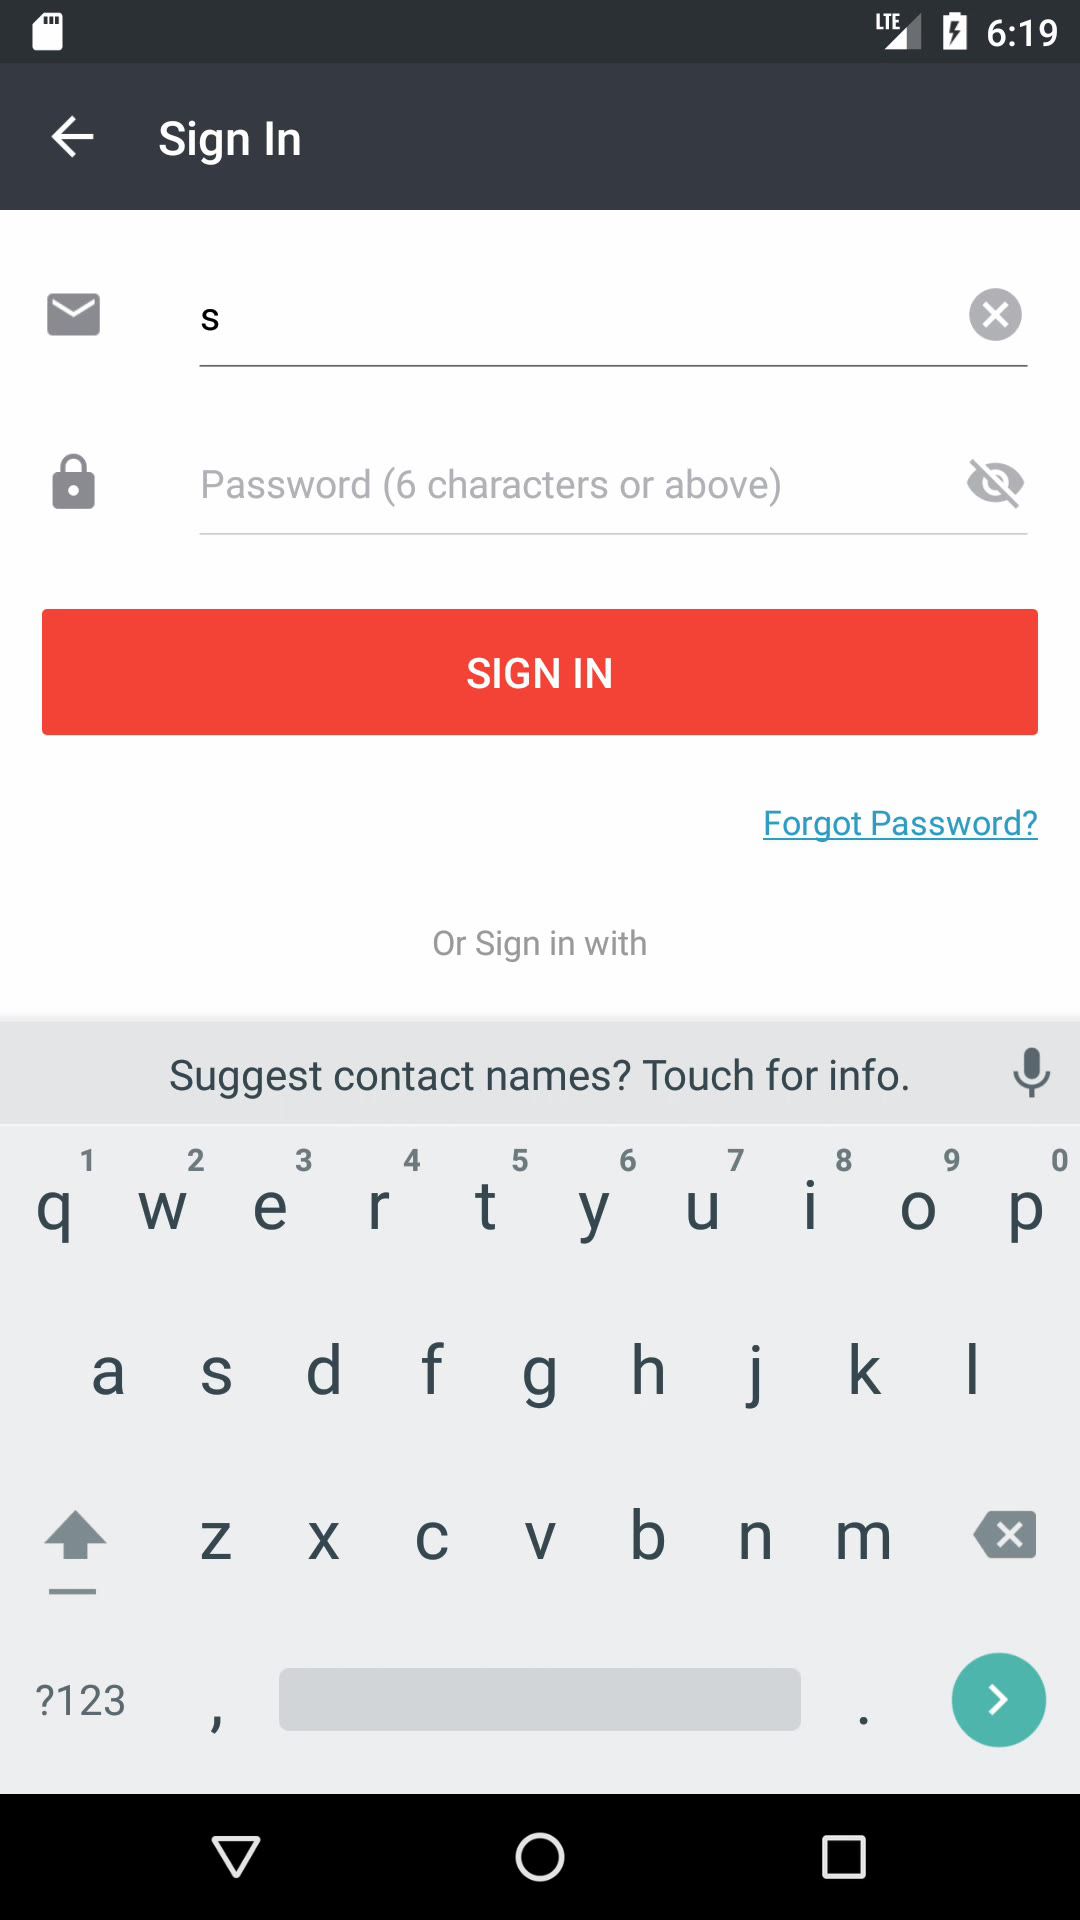 LTE 6:19
Sign In
s
Password (6 characters or above)
SIGN IN
Forgot Password?
Or Sign in with
Suggest contact names? Touch for info.
1 2 3 4 5 6 7 8 9 0
q w e r t y u i o p
a s d f g h j k l
z x c v b n m
?123 , .